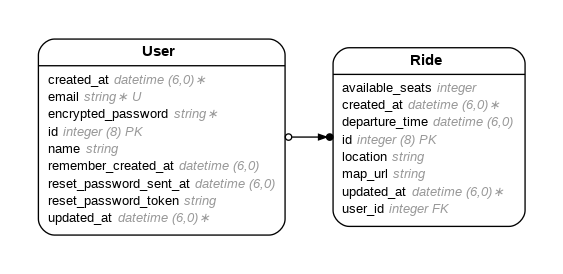 User
created_at datetime (6,0)∗
email string∗ U
encrypted_password string∗
id integer (8) PK
name string
remember_created_at datetime (6,0)
reset_password_sent_at datetime (6,0)
reset_password_token string
updated_at datetime (6,0)∗
Ride
available_seats integer
created_at datetime (6,0)∗
departure_time datetime (6,0)
id integer (8) PK
location string
map_url string
updated_at datetime (6,0)∗
user_id integer FK